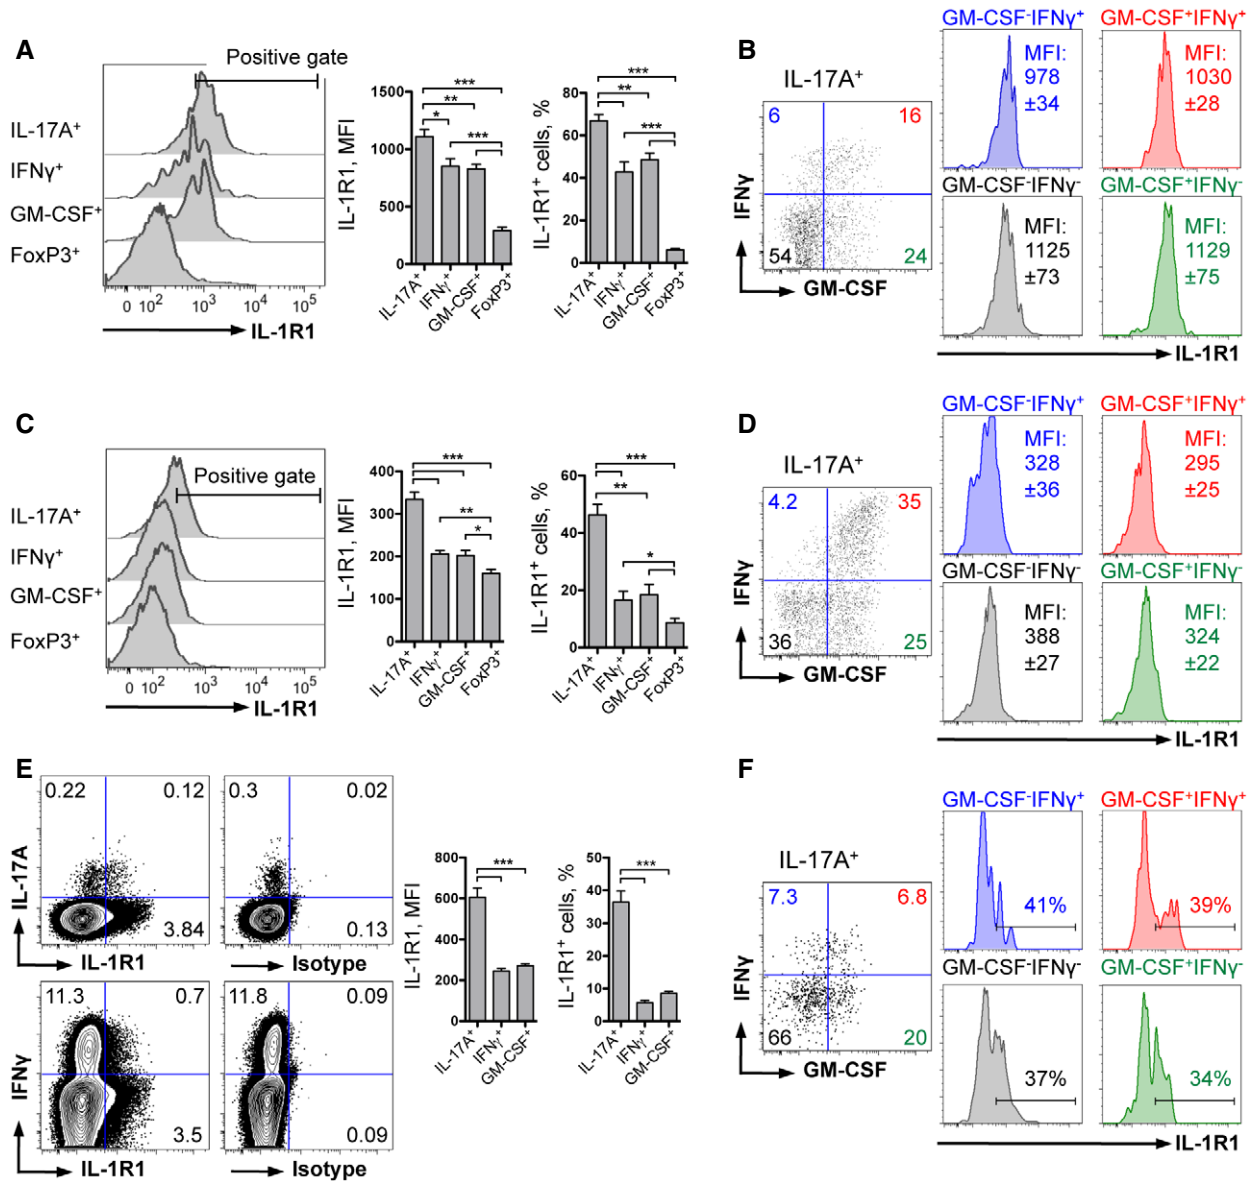 A
Positive gate
IL-17A⁺
IFNγ⁺
GM-CSF⁺
FoxP3⁺
0 10² 10³ 10⁴ 10⁵
IL-1R1
IL-1R1, MFI
1500
1000
500
0
IL-17A⁺ IFNγ⁺ GM-CSF⁺ FoxP3⁺
***
**
*
***
IL-1R1⁺ cells, %
80
60
40
20
0
IL-17A⁺ IFNγ⁺ GM-CSF⁺ FoxP3⁺
***
**
***
B
IL-17A⁺
6 16
54 24
IFNγ
GM-CSF
GM-CSF⁻IFNγ⁺
MFI:
978
±34
GM-CSF⁺IFNγ⁺
MFI:
1030
±28
GM-CSF⁻IFNγ⁻
MFI:
1125
±73
GM-CSF⁺IFNγ⁻
MFI:
1129
±75
IL-1R1
C
Positive gate
IL-17A⁺
IFNγ⁺
GM-CSF⁺
FoxP3⁺
0 10² 10³ 10⁴ 10⁵
IL-1R1
IL-1R1, MFI
400
300
200
100
0
IL-17A⁺ IFNγ⁺ GM-CSF⁺ FoxP3⁺
***
**
*
IL-1R1⁺ cells, %
60
40
20
0
IL-17A⁺ IFNγ⁺ GM-CSF⁺ FoxP3⁺
***
**
*
D
IL-17A⁺
4.2 35
36 25
IFNγ
GM-CSF
GM-CSF⁻IFNγ⁺
MFI:
328
±36
GM-CSF⁺IFNγ⁺
MFI:
295
±25
GM-CSF⁻IFNγ⁻
MFI:
388
±27
GM-CSF⁺IFNγ⁻
MFI:
324
±22
IL-1R1
E
0.22 0.12
3.84
IL-17A
IL-1R1
0.3 0.02
0.13
Isotype
11.3 0.7
3.5
IFNγ
IL-1R1
11.8 0.09
0.09
Isotype
IL-1R1, MFI
800
600
400
200
0
IL-17A⁺ IFNγ⁺ GM-CSF⁺
***
IL-1R1⁺ cells, %
50
40
30
20
10
0
IL-17A⁺ IFNγ⁺ GM-CSF⁺
***
F
IL-17A⁺
7.3 6.8
66 20
IFNγ
GM-CSF
GM-CSF⁻IFNγ⁺
41%
GM-CSF⁺IFNγ⁺
39%
GM-CSF⁻IFNγ⁻
37%
GM-CSF⁺IFNγ⁻
34%
IL-1R1